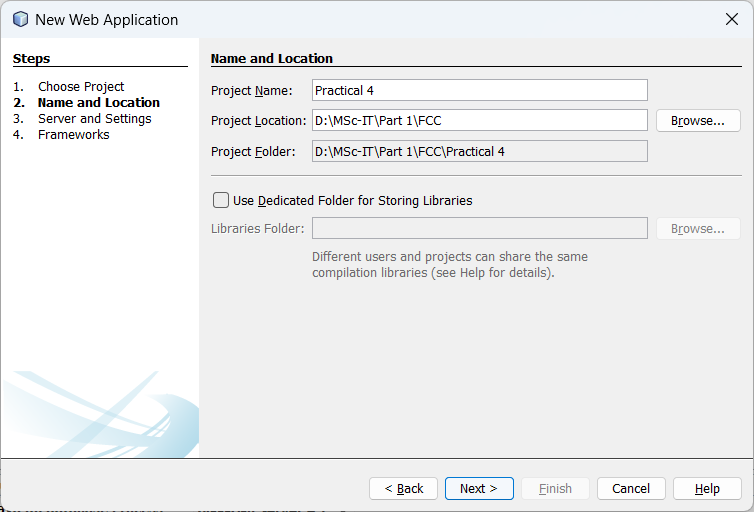 New Web Application
Steps
1. Choose Project
2. Name and Location
3. Server and Settings
4. Frameworks
Name and Location
Project Name: Practical 4
Project Location: D:\MSc-IT\Part 1\FCC Browse...
Project Folder: D:\MSc-IT\Part 1\FCC\Practical 4
Use Dedicated Folder for Storing Libraries
Libraries Folder: Browse...
Different users and projects can share the same
compilation libraries (see Help for details).
< Back Next > Finish Cancel Help